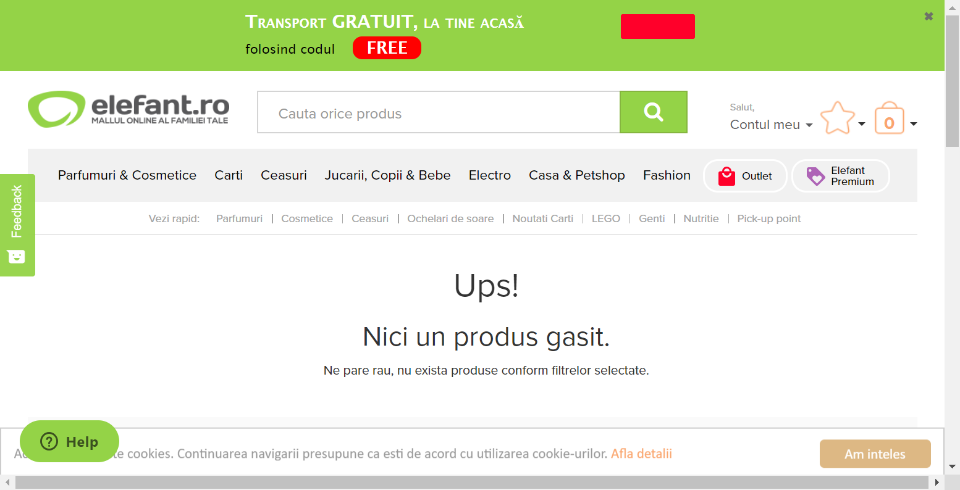 Transport GRATUIT, la tine acasă
folosind codul FREE
elefant.ro
MALLUL ONLINE AL FAMILIEI TALE
Cauta orice produs
Salut,
Contul meu
0
Parfumuri & Cosmetice Carti Ceasuri Jucarii, Copii & Bebe Electro Casa & Petshop Fashion Outlet Elefant Premium
Vezi rapid: Parfumuri | Cosmetice | Ceasuri | Ochelari de soare | Noutati Carti | LEGO | Genti | Nutritie | Pick-up point
Feedback
Ups!
Nici un produs gasit.
Ne pare rau, nu exista produse conform filtrelor selectate.
Help
cookies. Continuarea navigarii presupune ca esti de acord cu utilizarea cookie-urilor. Afla detalii
Am inteles